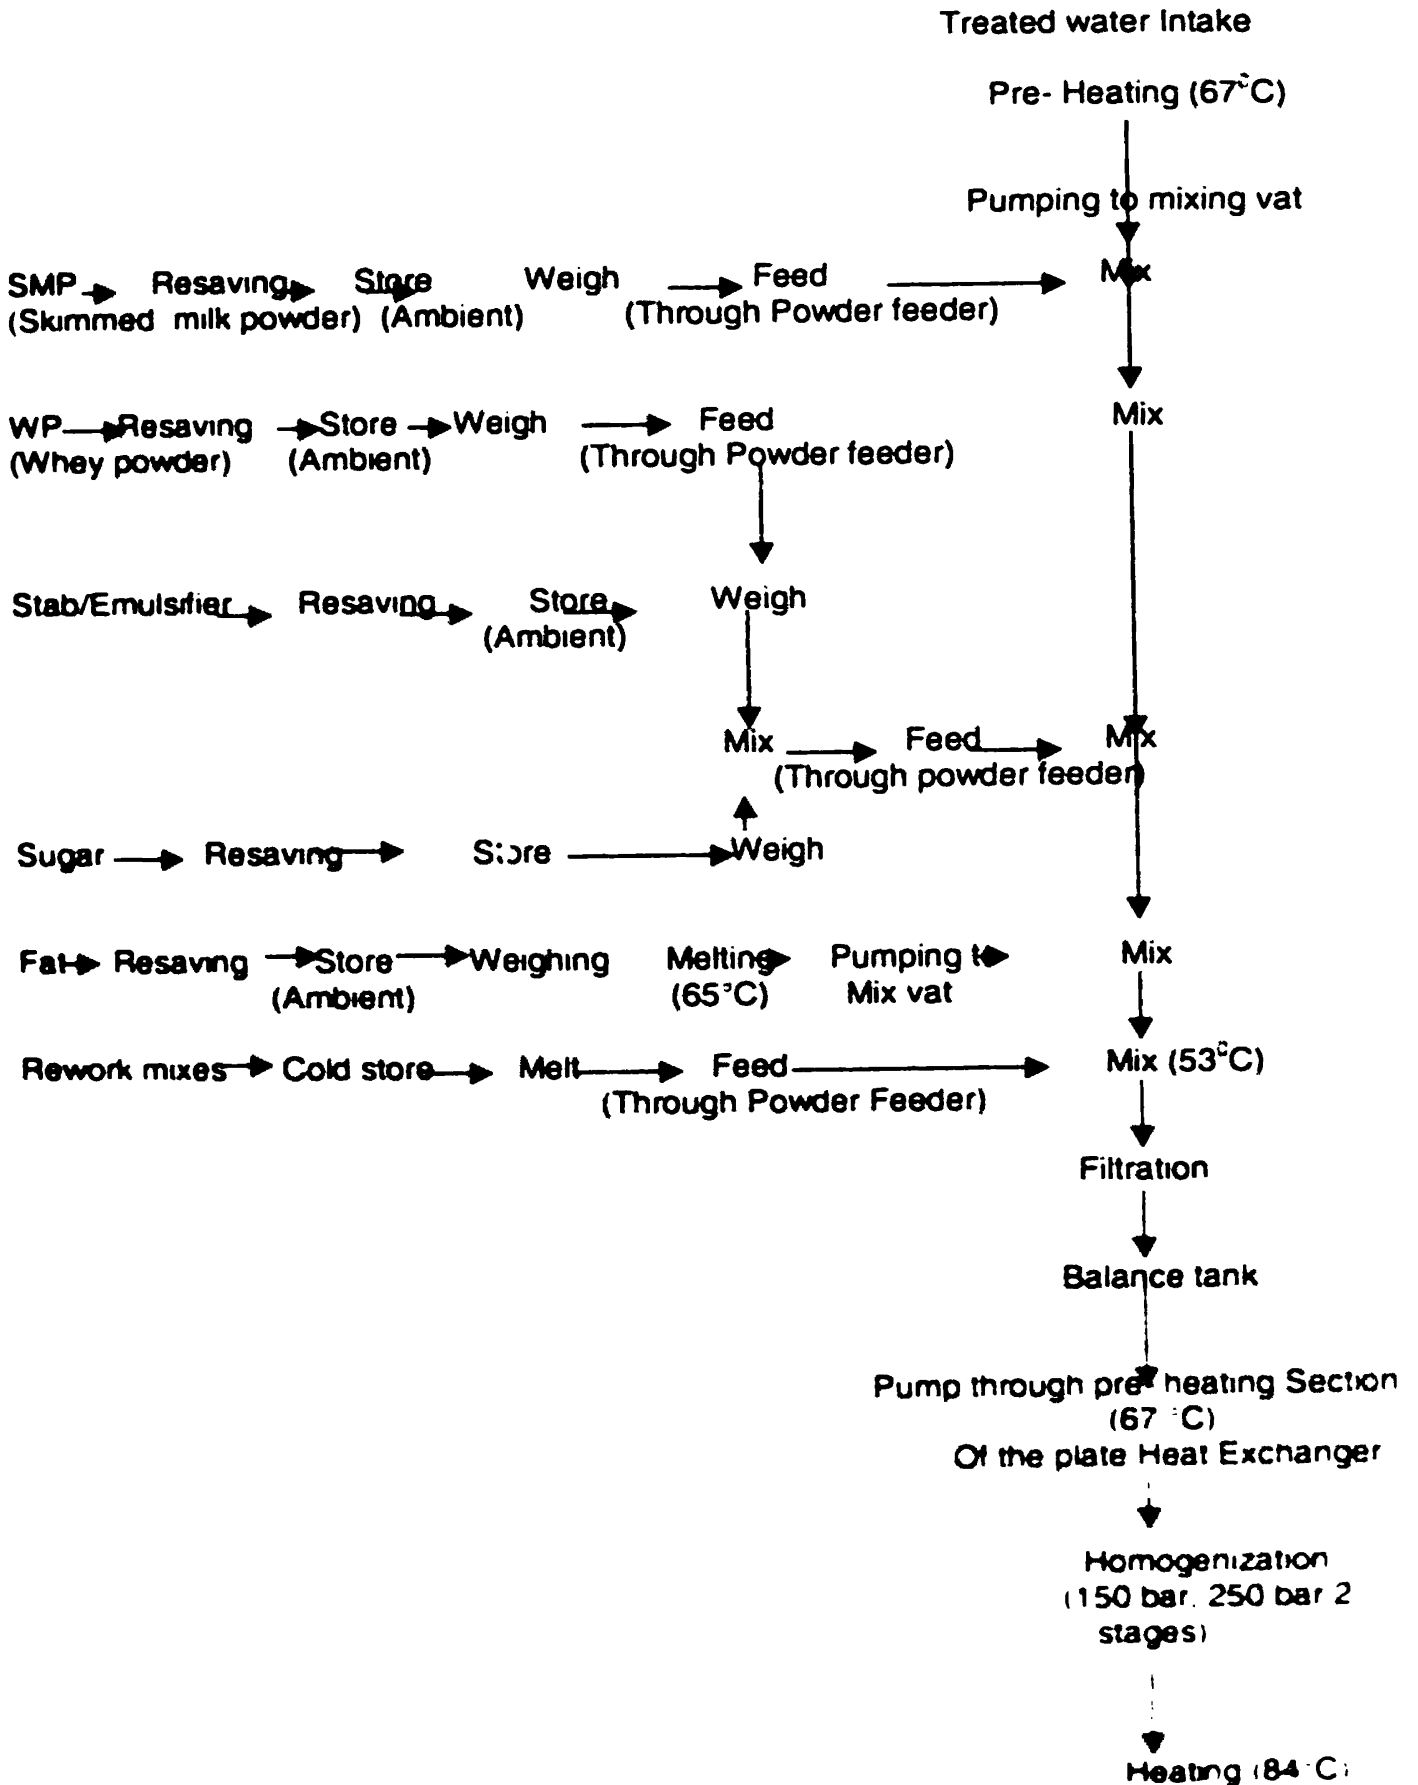 Treated water Intake
Pre- Heating (67°C)
Pumping to mixing vat
SMP Resaving Store Weigh Feed Mix
(Skimmed milk powder) (Ambient) (Through Powder feeder)
WP Resaving Store Weigh Feed Mix
(Whey powder) (Ambient) (Through Powder feeder)
Stab/Emulsifier Resaving Store Weigh
(Ambient)
Mix Feed Mix
(Through powder feeder)
Sugar Resaving Store Weigh
Fat Resaving Store Weighing Melting Pumping to Mix
(Ambient) (65°C) Mix vat
Rework mixes Cold store Melt Feed Mix (53°C)
(Through Powder Feeder)
Filtration
Balance tank
Pump through pre- heating Section
(67 °C)
Of the plate Heat Exchanger
Homogenization
(150 bar. 250 bar 2
stages)
Heating (84°C)